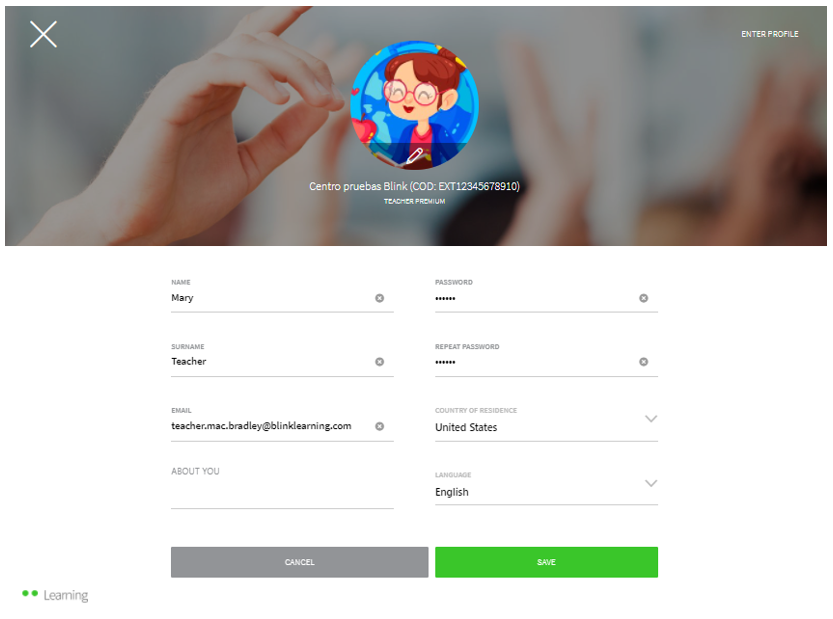 ENTER PROFILE
Centro pruebas Blink (COD: EXT12345678910)
TEACHER PREMIUM
NAME
Mary
PASSWORD
••••••
SURNAME
Teacher
REPEAT PASSWORD
••••••
EMAIL
teacher.mac.bradley@blinklearning.com
COUNTRY OF RESIDENCE
United States
ABOUT YOU
LANGUAGE
English
CANCEL
SAVE
Learning